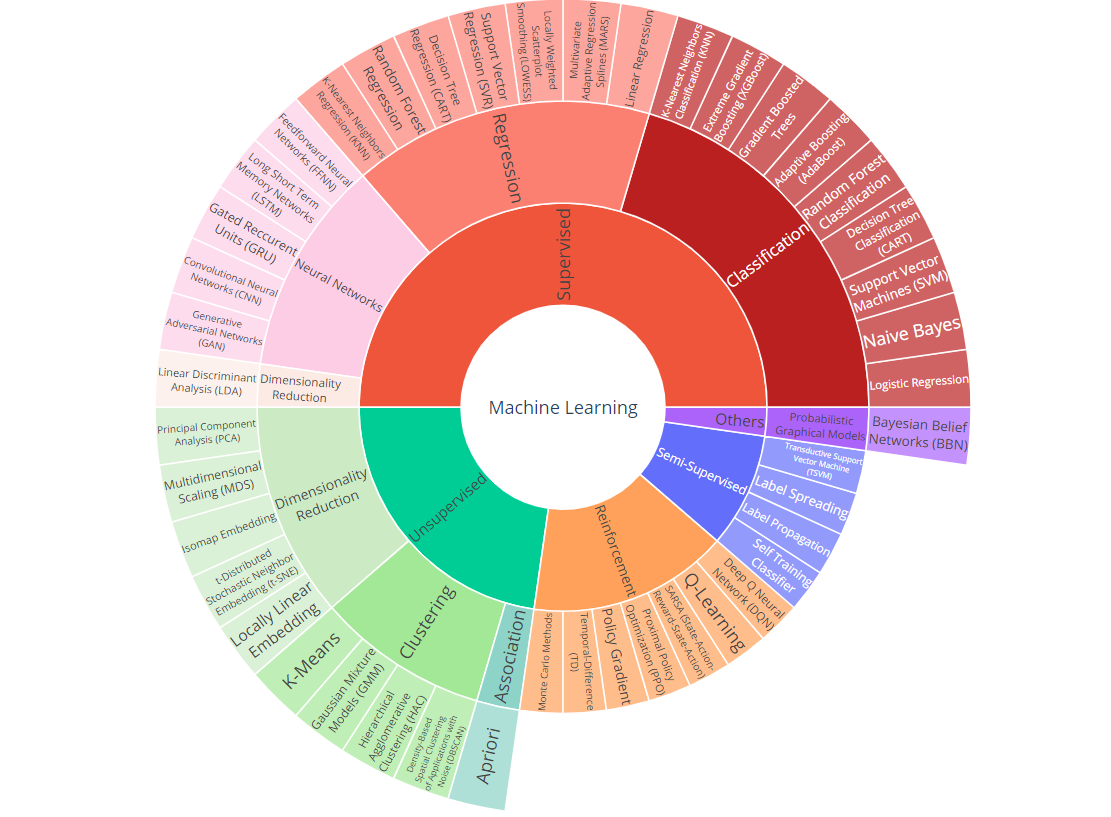 Machine Learning
Supervised
Classification
Logistic Regression
Naive Bayes
Support Vector
Machines (SVM)
Decision Tree
Classification
(CART)
Random Forest
Classification
Adaptive Boosting
(AdaBoost)
Gradient Boosted
Trees
Extreme Gradient
Boosting (XGBoost)
K-Nearest Neighbors
Classification (KNN)
Regression
Linear Regression
Multivariate
Adaptive Regression
Splines (MARS)
Locally Weighted
Scatterplot
Smoothing (LOWESS)
Support Vector
Regression (SVR)
Decision Tree
Regression (CART)
Random Forest
Regression
K-Nearest Neighbors
Regression (KNN)
Neural Networks
Feedforward Neural
Networks (FFNN)
Long Short Term
Memory Networks
(LSTM)
Gated Reccurent
Units (GRU)
Convolutional Neural
Networks (CNN)
Generative
Adversarial Networks
(GAN)
Dimensionality
Reduction
Linear Discriminant
Analysis (LDA)
Unsupervised
Dimensionality
Reduction
Principal Component
Analysis (PCA)
Multidimensional
Scaling (MDS)
Isomap Embedding
t-Distributed
Stochastic Neighbor
Embedding (t-SNE)
Locally Linear
Embedding
Clustering
K-Means
Gaussian Mixture
Models (GMM)
Hierarchical
Agglomerative
Clustering (HAC)
Density-Based
Spatial Clustering
of Applications with
Noise (DBSCAN)
Association
Apriori
Reinforcement
Monte Carlo Methods
Temporal-Difference
(TD)
Policy Gradient
Proximal Policy
Optimization (PPO)
SARSA (State-Action-
Reward-State-Action)
Q-Learning
Deep Q Neural
Network (DQN)
Semi-Supervised
Self Training
Classifier
Label Propagation
Label Spreading
Transductive Support
Vector Machine
(TSVM)
Others
Probabilistic
Graphical Models
Bayesian Belief
Networks (BBN)